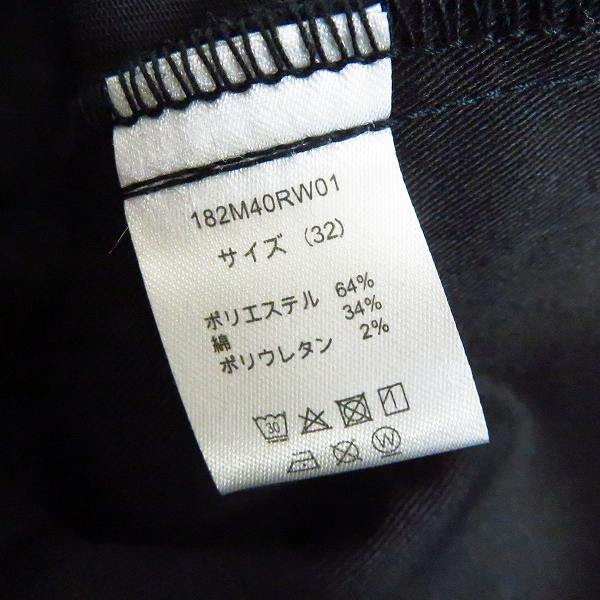 182M40RW01
サイズ (32)
ポリエステル 64%
綿 34%
ポリウレタン 2%
30
W